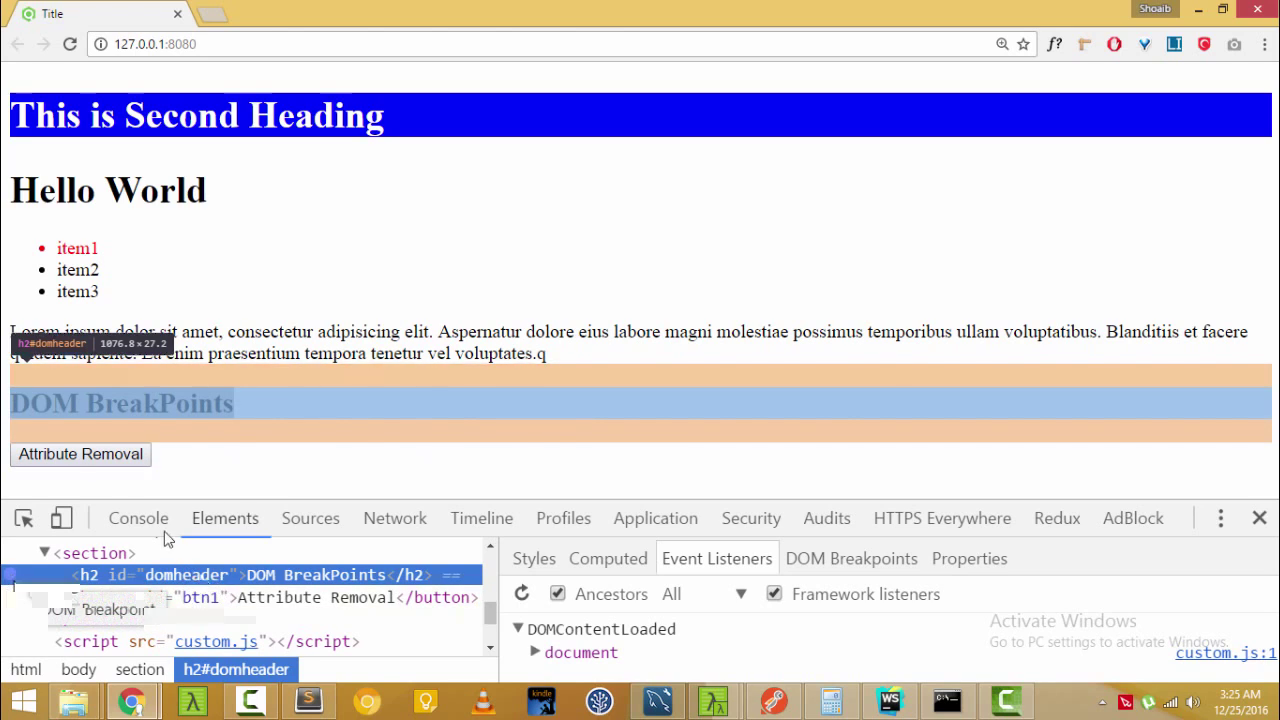 Title
Shoaib
127.0.0.1:8080
This is Second Heading
Hello World
item1
item2
item3
Lorem ipsum dolor sit amet, consectetur adipisicing elit. Aspernatur dolore eius labore magni molestiae possimus temporibus ullam voluptatibus. Blanditiis et facere
h2#domheader 1076.8×27.2
enim praesentium tempora tenetur vel voluptates.q
DOM BreakPoints
Attribute Removal
Console Elements Sources Network Timeline Profiles Application Security Audits HTTPS Everywhere Redux AdBlock
<section>
<h2 id="domheader">DOM BreakPoints</h2> ==
"btn1">Attribute Removal</button>
DOM Breakpoint
<script src="custom.js"></script>
html body section h2#domheader
Styles Computed Event Listeners DOM Breakpoints Properties
Ancestors All Framework listeners
DOMContentLoaded
document
custom.js:1
Activate Windows
Go to PC settings to activate Windows.
3:25 AM
12/25/2016